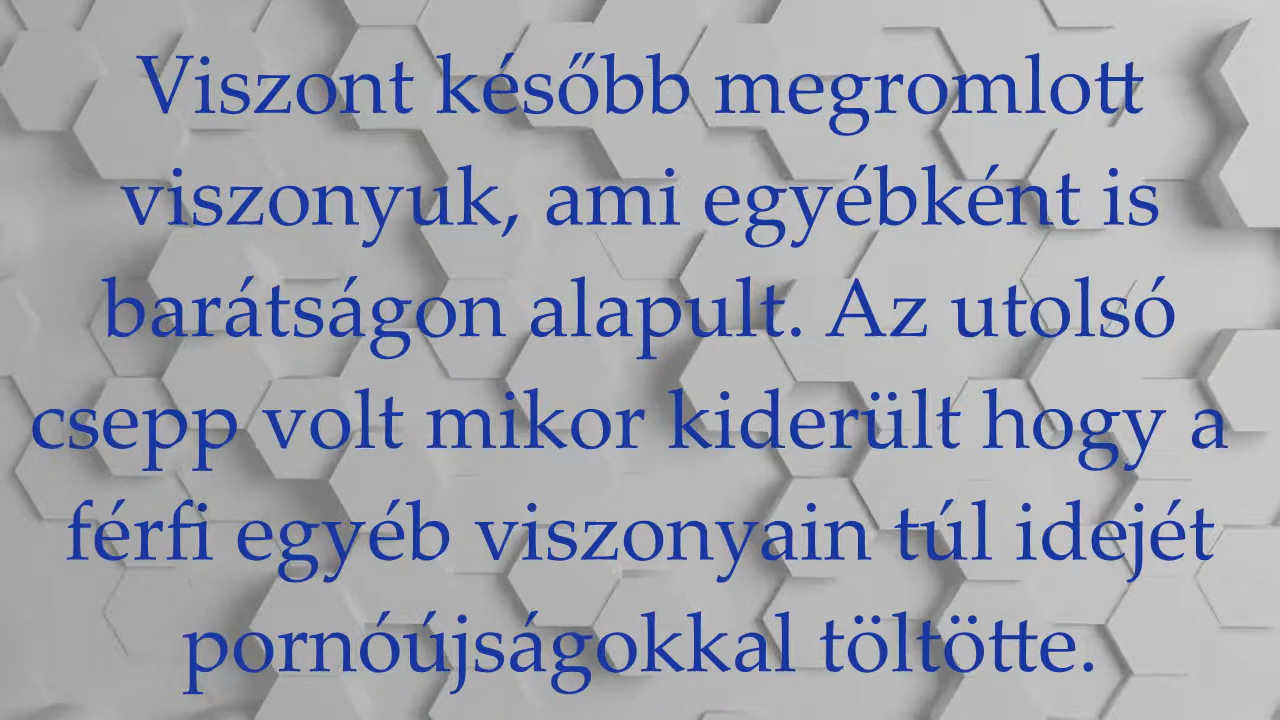 Viszont később megromlott
viszonyuk, ami egyébként is
barátságon alapult. Az utolsó
csepp volt mikor kiderült hogy a
férfi egyéb viszonyain túl idejét
pornóújságokkal töltötte.